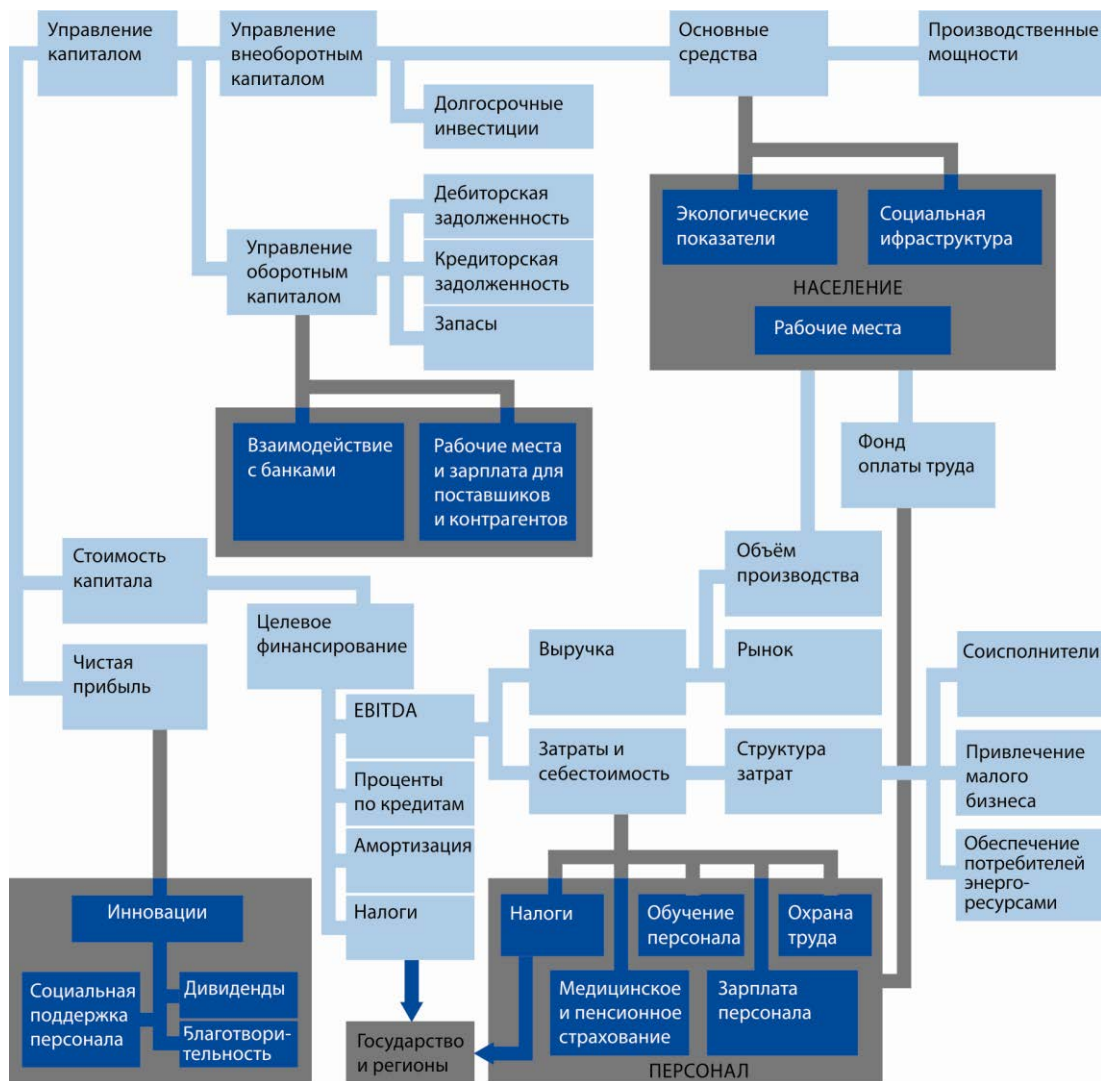 Управление
капиталом
Управление
внеоборотным
капиталом
Основные
средства
Производственные
мощности
Долгосрочные
инвестиции
Дебиторская
задолженность
Управление
оборотным
капиталом
Кредиторская
задолженность
Запасы
Экологические
показатели
Социальная
ифраструктура
НАСЕЛЕНИЕ
Рабочие места
Взаимодействие
с банками
Рабочие места
и зарплата для
поставшиков
и контрагентов
Фонд
оплаты труда
Стоимость
капитала
Объём
производства
Целевое
финансирование
Чистая
прибыль
Выручка
Рынок
Соисполнители
EBITDA
Затраты и
себестоимость
Структура
затрат
Привлечение
малого
бизнеса
Проценты
по кредитам
Амортизация
Обеспечение
потребителей
энерго-
ресурсами
Налоги
Инновации
Социальная
поддержка
персонала
Дивиденды
Благотвори-
тельность
Налоги
Обучение
персонала
Охрана
труда
Медицинское
и пенсионное
страхование
Зарплата
персонала
Государство
и регионы
ПЕРСОНАЛ